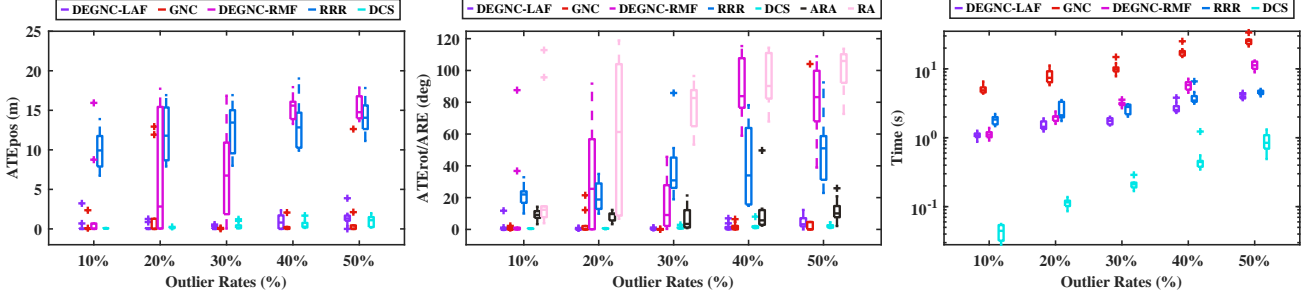 DEGNC-LAF GNC DEGNC-RMF RRR DCS
ATEpos (m)
25
20
15
10
5
0
10% 20% 30% 40% 50%
Outlier Rates (%)
DEGNC-LAF GNC DEGNC-RMF RRR DCS ARA RA
ATErot/ARE (deg)
120
100
80
60
40
20
0
10% 20% 30% 40% 50%
Outlier Rates (%)
DEGNC-LAF GNC DEGNC-RMF RRR DCS
Time (s)
10^1
10^0
10^-1
10% 20% 30% 40% 50%
Outlier Rates (%)